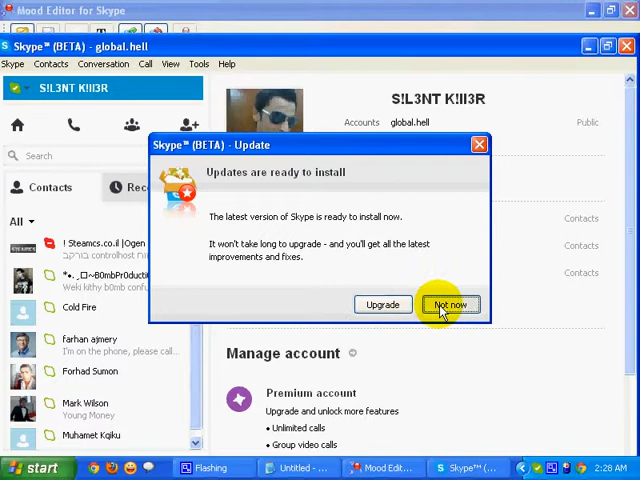 Mood Editor for Skype
Skype™ (BETA) - global.hell
Skype Contacts Conversation Call View Tools Help
S!L3NT K!ll3R
S!L3NT K!ll3R
Accounts global.hell Public
Search
Contacts
All
! Steamcs.co.il |Ogen
Contacts
Contacts
Cold Fire
Contacts
farhan ajmery
I'm on the phone, please call...
Forhad Sumon
Mark Wilson
Young Money
Muhamet Kqiku
Skype™ (BETA) - Update
Updates are ready to install
The latest version of Skype is ready to install now.
It won't take long to upgrade - and you'll get all the latest
improvements and fixes.
Upgrade Not now
Manage account
Premium account
Upgrade and unlock more features
• Unlimited calls
• Group video calls
start Flashing Untitled - ... Mood Edit... Skype™ (... 2:28 AM